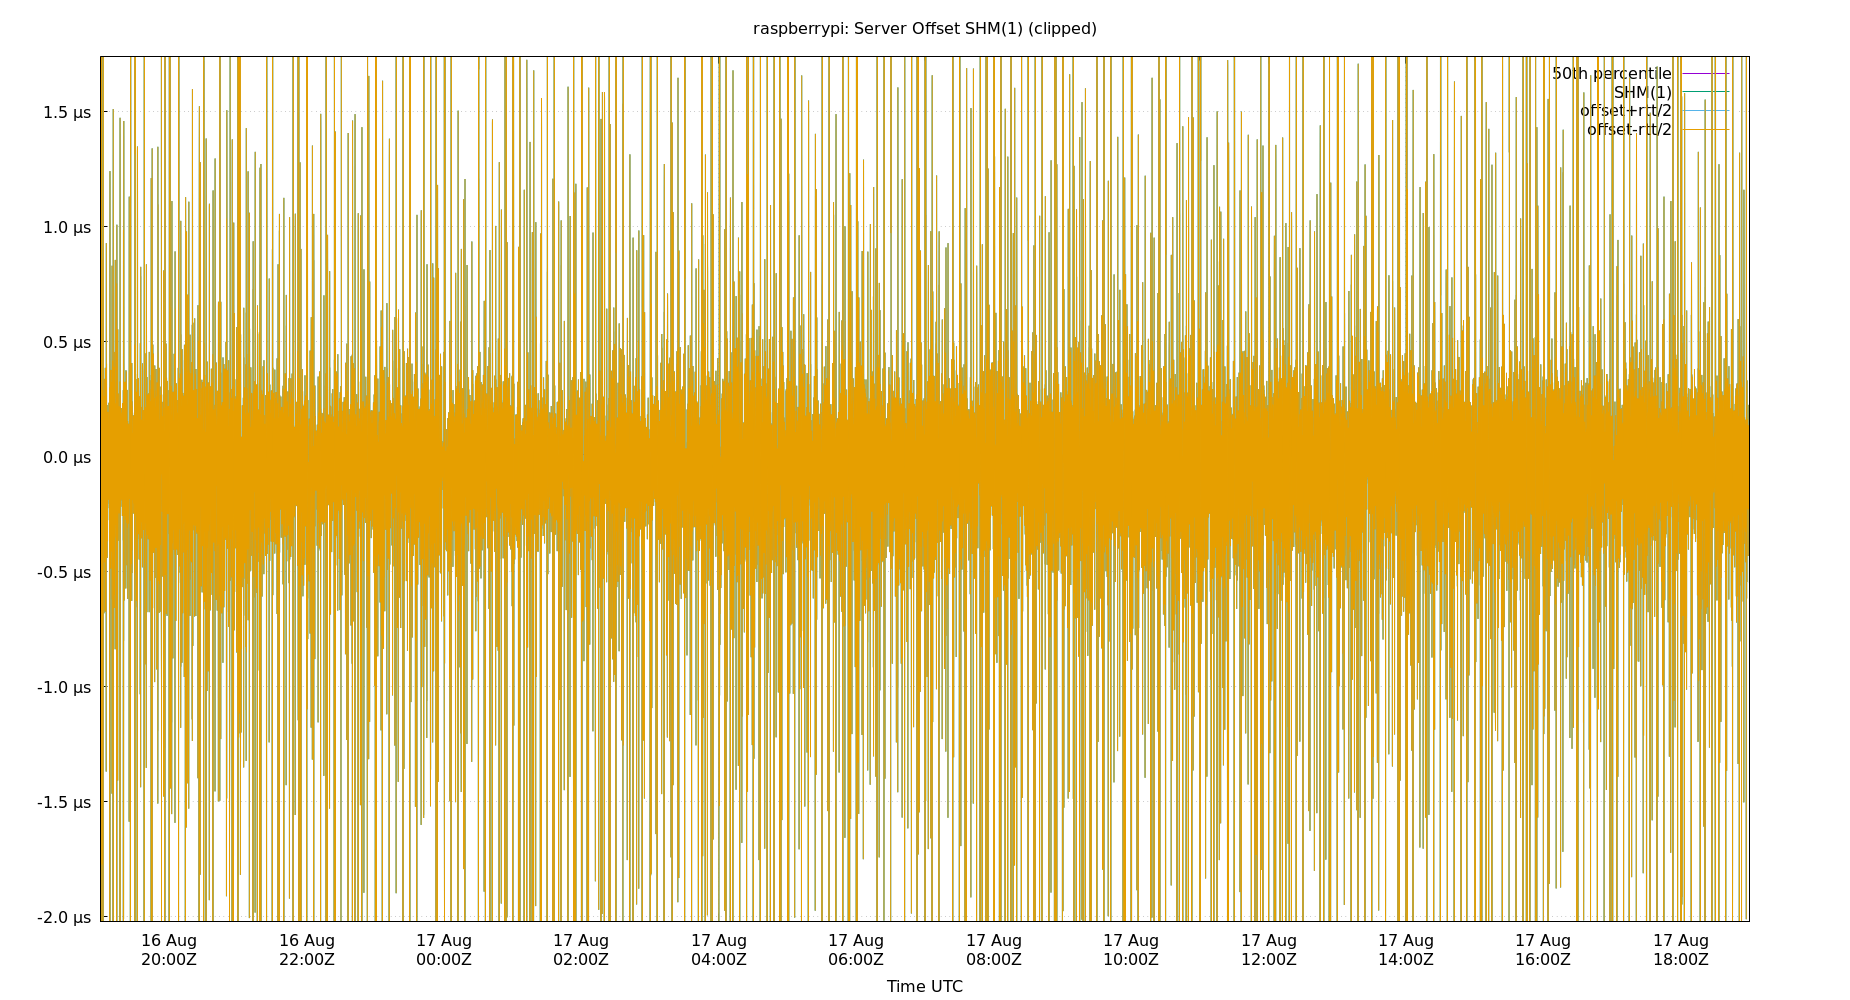 raspberrypi: Server Offset SHM(1) (clipped)
50th percentile
SHM(1)
offset+rtt/2
offset-rtt/2
1.5 µs
1.0 µs
0.5 µs
0.0 µs
-0.5 µs
-1.0 µs
-1.5 µs
-2.0 µs
16 Aug 16 Aug 17 Aug 17 Aug 17 Aug 17 Aug 17 Aug 17 Aug 17 Aug 17 Aug 17 Aug 17 Aug
20:00Z 22:00Z 00:00Z 02:00Z 04:00Z 06:00Z 08:00Z 10:00Z 12:00Z 14:00Z 16:00Z 18:00Z
Time UTC